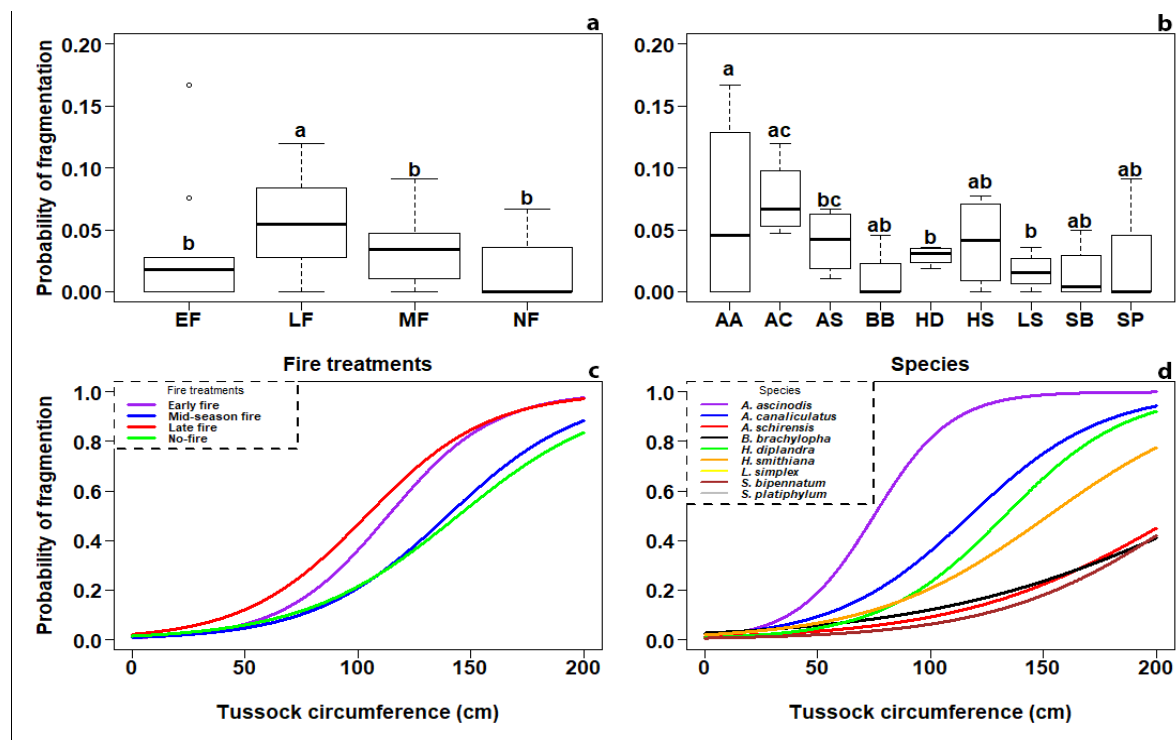 a
Probability of fragmentation
0.20
0.15
0.10
0.05
0.00
b
a
b
b
EF LF MF NF
Fire treatments
b
0.20
0.15
0.10
0.05
0.00
a
ac
bc
ab
b
ab
b
ab
ab
AA AC AS BB HD HS LS SB SP
Species
c
Probability of fragmention
1.0
0.8
0.6
0.4
0.2
0.0
Fire treatments
Early fire
Mid-season fire
Late fire
No-fire
0 50 100 150 200
Tussock circumference (cm)
d
1.0
0.8
0.6
0.4
0.2
0.0
Species
A. ascinodis
A. canaliculatus
A. schirensis
B. brachylopha
H. diplandra
H. smithiana
L. simplex
S. bipennatum
S. platiphylum
0 50 100 150 200
Tussock circumference (cm)